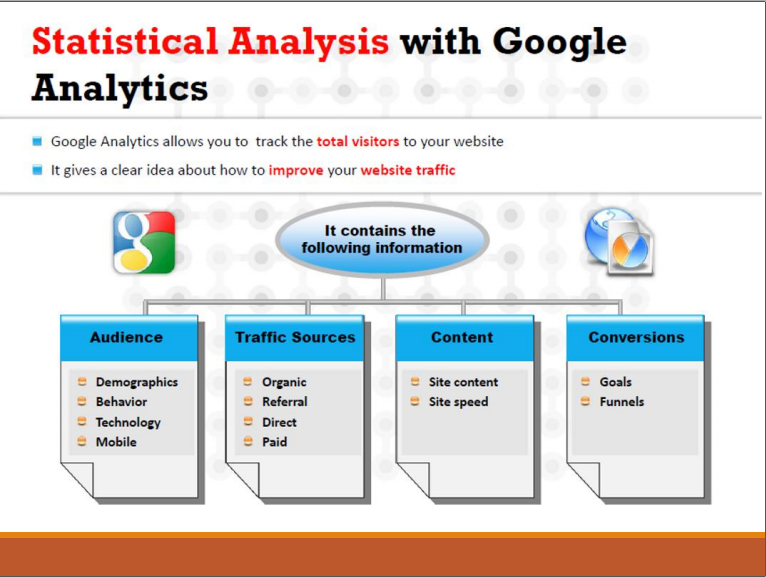 Statistical Analysis with Google
Analytics
Google Analytics allows you to track the total visitors to your website
It gives a clear idea about how to improve your website traffic
It contains the
following information
Audience
Demographics
Behavior
Technology
Mobile
Traffic Sources
Organic
Referral
Direct
Paid
Content
Site content
Site speed
Conversions
Goals
Funnels